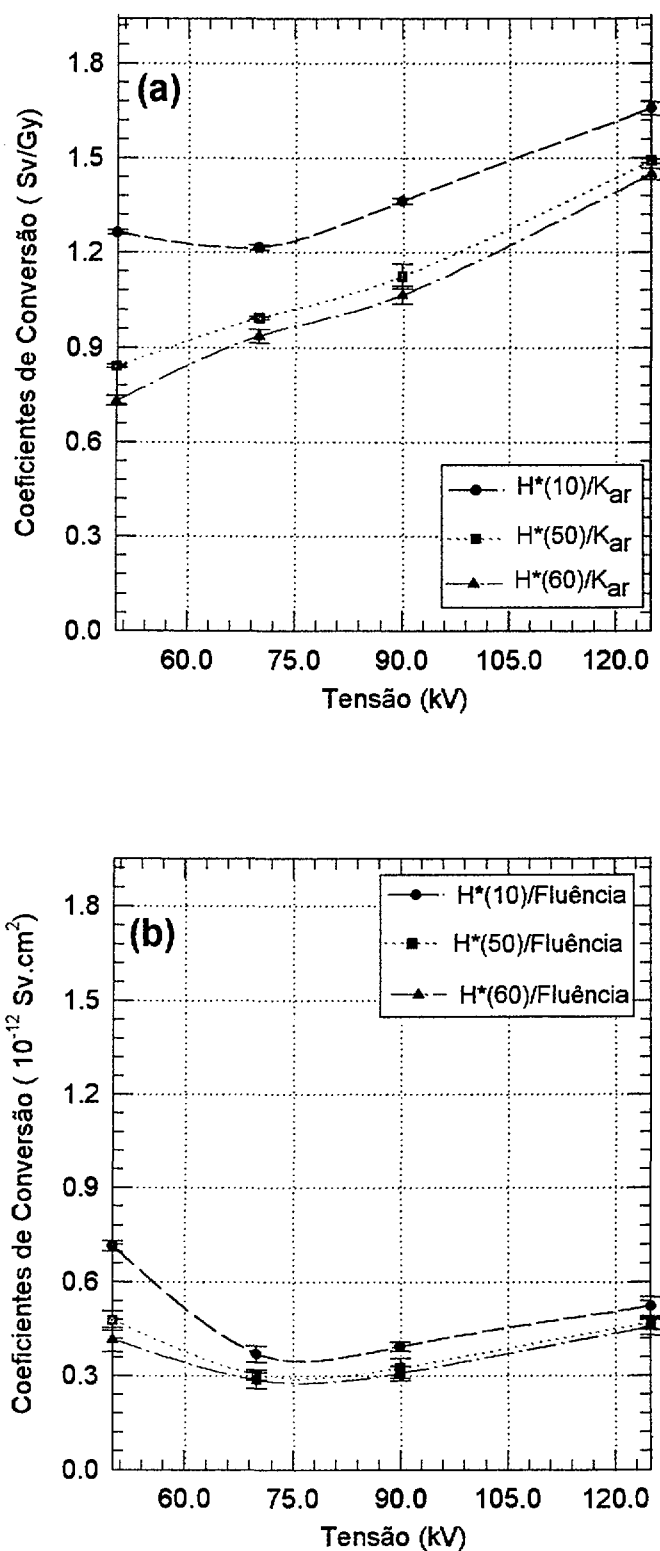 (a)
Coeficientes de Conversão ( Sv/Gy)
1.8
1.5
1.2
0.9
0.6
0.3
0.0
H*(10)/Kar
H*(50)/Kar
H*(60)/Kar
60.0 75.0 90.0 105.0 120.0
Tensão (kV)
(b)
Coeficientes de Conversão ( 10-12 Sv.cm2)
1.8
1.5
1.2
0.9
0.6
0.3
0.0
H*(10)/Fluência
H*(50)/Fluência
H*(60)/Fluência
60.0 75.0 90.0 105.0 120.0
Tensão (kV)